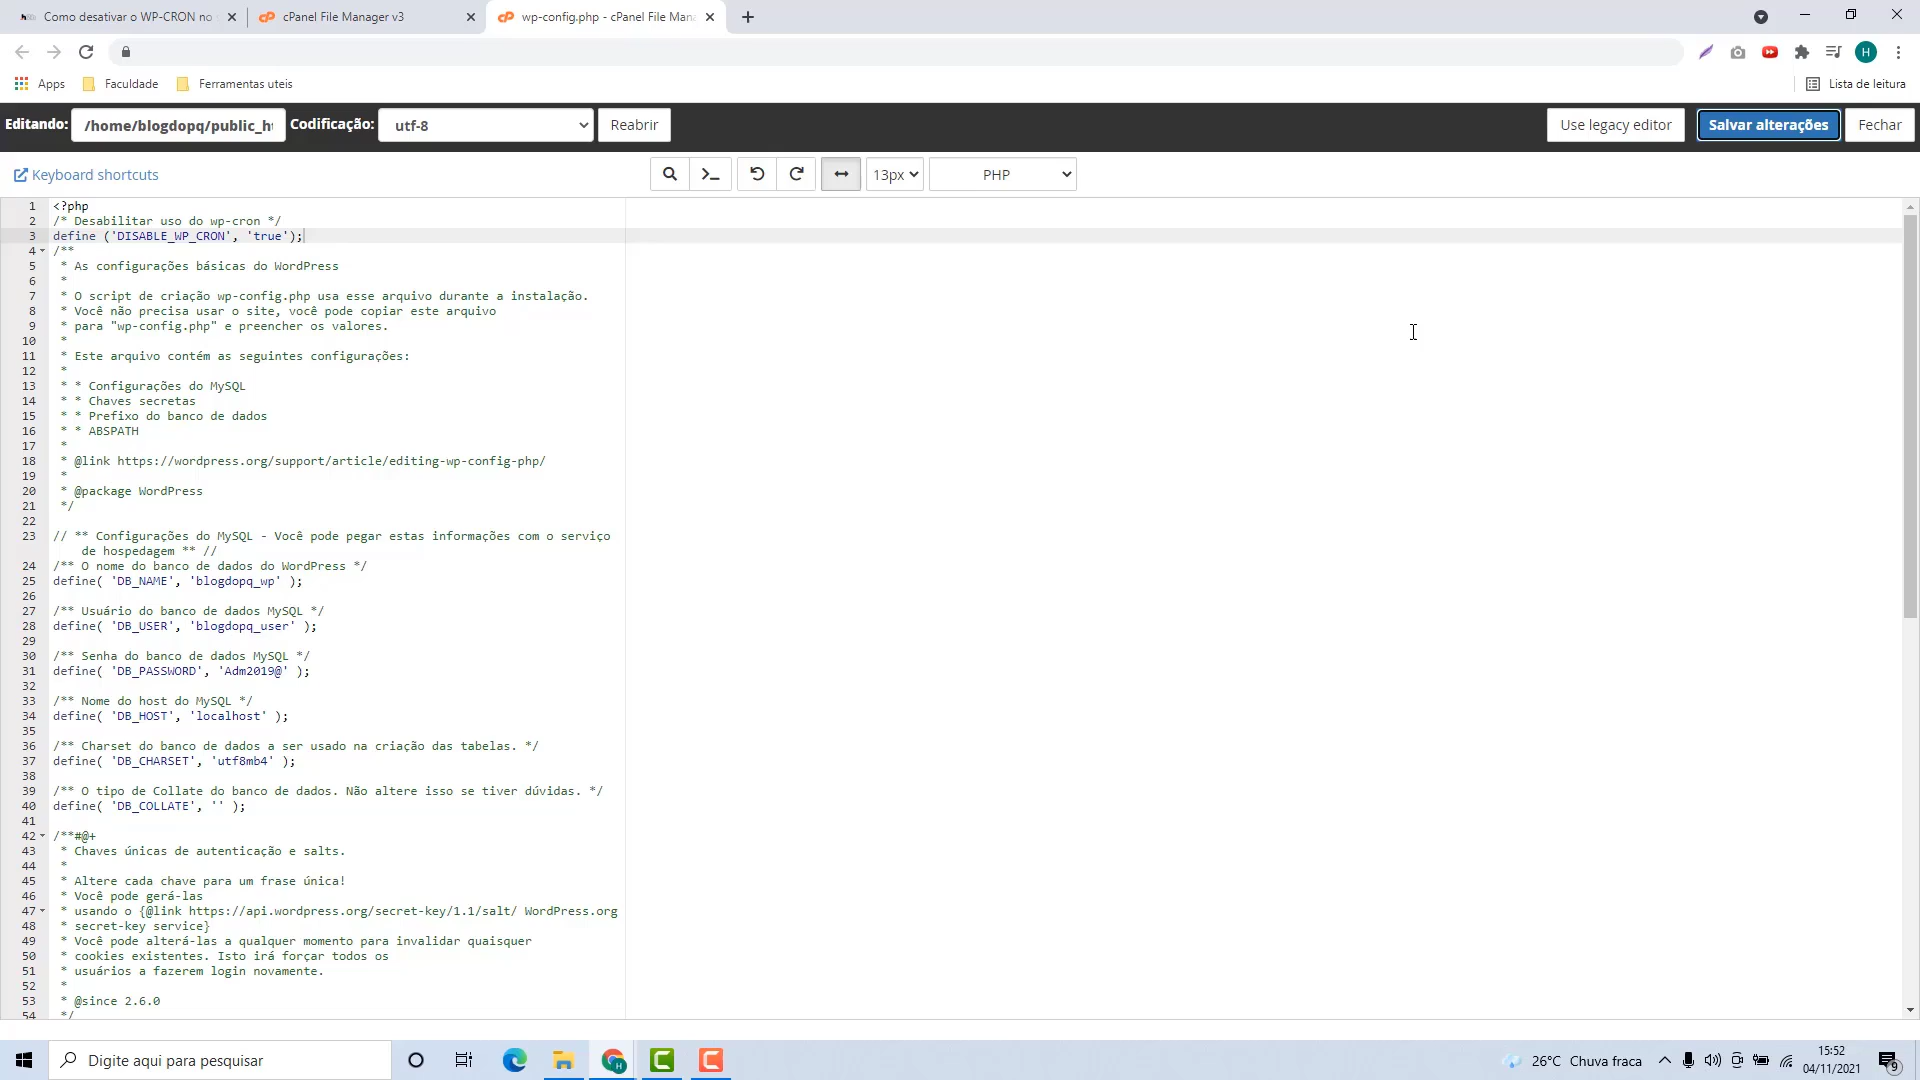 Como desativar o WP-CRON no
cPanel File Manager v3
wp-config.php - cPanel File Man
H
Apps
Faculdade
Ferramentas uteis
Lista de leitura
Editando:
/home/blogdopq/public_ht
Codificação:
utf-8
Reabrir
Use legacy editor
Salvar alterações
Fechar
Keyboard shortcuts
13px
PHP
1 <?php
2 /* Desabilitar uso do wp-cron */
3 define ('DISABLE_WP_CRON', 'true');
4 /**
5 * As configurações básicas do WordPress
6 *
7 * O script de criação wp-config.php usa esse arquivo durante a instalação.
8 * Você não precisa usar o site, você pode copiar este arquivo
9 * para "wp-config.php" e preencher os valores.
10 *
11 * Este arquivo contém as seguintes configurações:
12 *
13 * * Configurações do MySQL
14 * * Chaves secretas
15 * * Prefixo do banco de dados
16 * * ABSPATH
17 *
18 * @link https://wordpress.org/support/article/editing-wp-config-php/
19 *
20 * @package WordPress
21 */
22
23 // ** Configurações do MySQL - Você pode pegar estas informações com o serviço
de hospedagem ** //
24 /** O nome do banco de dados do WordPress */
25 define( 'DB_NAME', 'blogdopq_wp' );
26
27 /** Usuário do banco de dados MySQL */
28 define( 'DB_USER', 'blogdopq_user' );
29
30 /** Senha do banco de dados MySQL */
31 define( 'DB_PASSWORD', 'Adm2019@' );
32
33 /** Nome do host do MySQL */
34 define( 'DB_HOST', 'localhost' );
35
36 /** Charset do banco de dados a ser usado na criação das tabelas. */
37 define( 'DB_CHARSET', 'utf8mb4' );
38
39 /** O tipo de Collate do banco de dados. Não altere isso se tiver dúvidas. */
40 define( 'DB_COLLATE', '' );
41
42 /**#@+
43 * Chaves únicas de autenticação e salts.
44 *
45 * Altere cada chave para um frase única!
46 * Você pode gerá-las
47 * usando o {@link https://api.wordpress.org/secret-key/1.1/salt/ WordPress.org
48 * secret-key service}
49 * Você pode alterá-las a qualquer momento para invalidar quaisquer
50 * cookies existentes. Isto irá forçar todos os
51 * usuários a fazerem login novamente.
52 *
53 * @since 2.6.0
54 */
Digite aqui para pesquisar
26°C Chuva fraca
15:52
04/11/2021
9